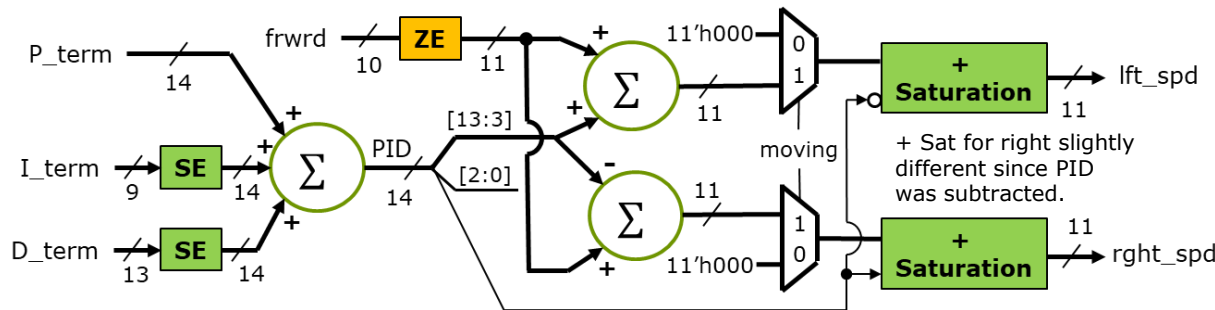 P_term
14
I_term
9
SE
14
D_term
13
SE
14
+
+
+
Σ
PID
14
[13:3]
[2:0]
frwrd
10
ZE
11
+
+
Σ
11
-
+
Σ
11
11'h000
0
1
moving
1
0
11'h000
+
Saturation
11
lft_spd
+ Sat for right slightly
different since PID
was subtracted.
+
Saturation
11
rght_spd